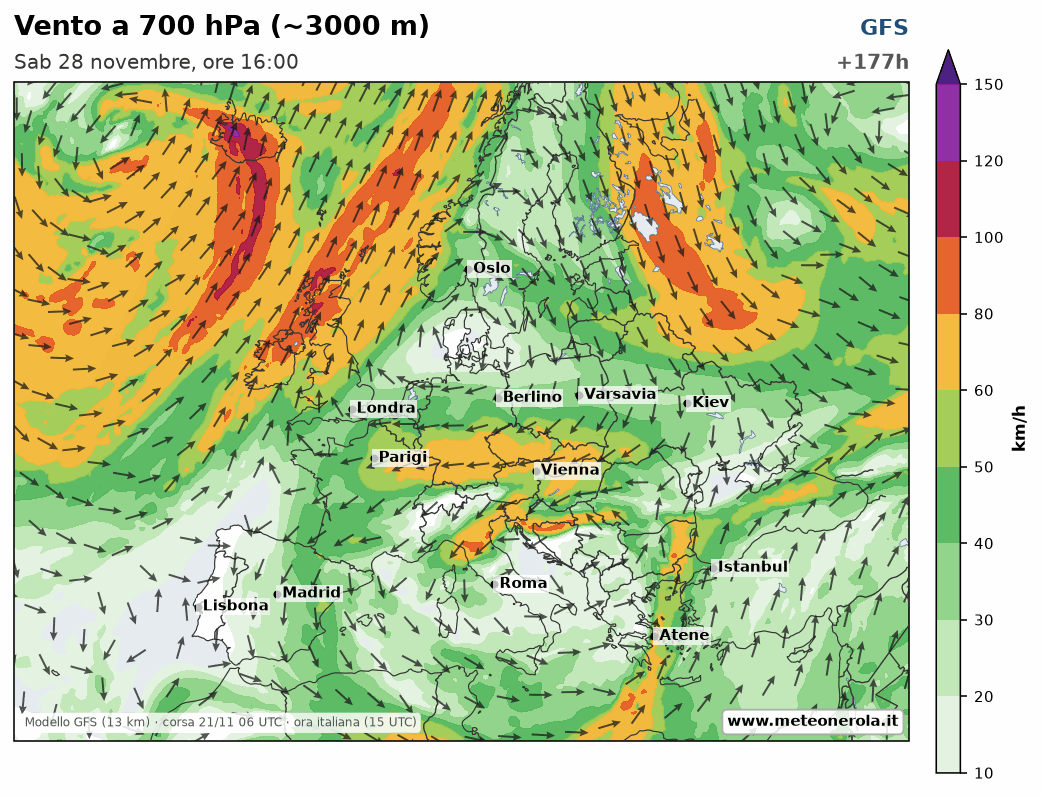 Vento a 700 hPa (~3000 m)
GFS
Sab 28 novembre, ore 16:00
+177h
150
120
100
80
60
50
40
30
20
10
km/h
Oslo
Berlino
Varsavia
Kiev
Londra
Parigi
Vienna
Istanbul
Roma
Madrid
Lisbona
Atene
Modello GFS (13 km) · corsa 21/11 06 UTC · ora italiana (15 UTC)
www.meteonerola.it